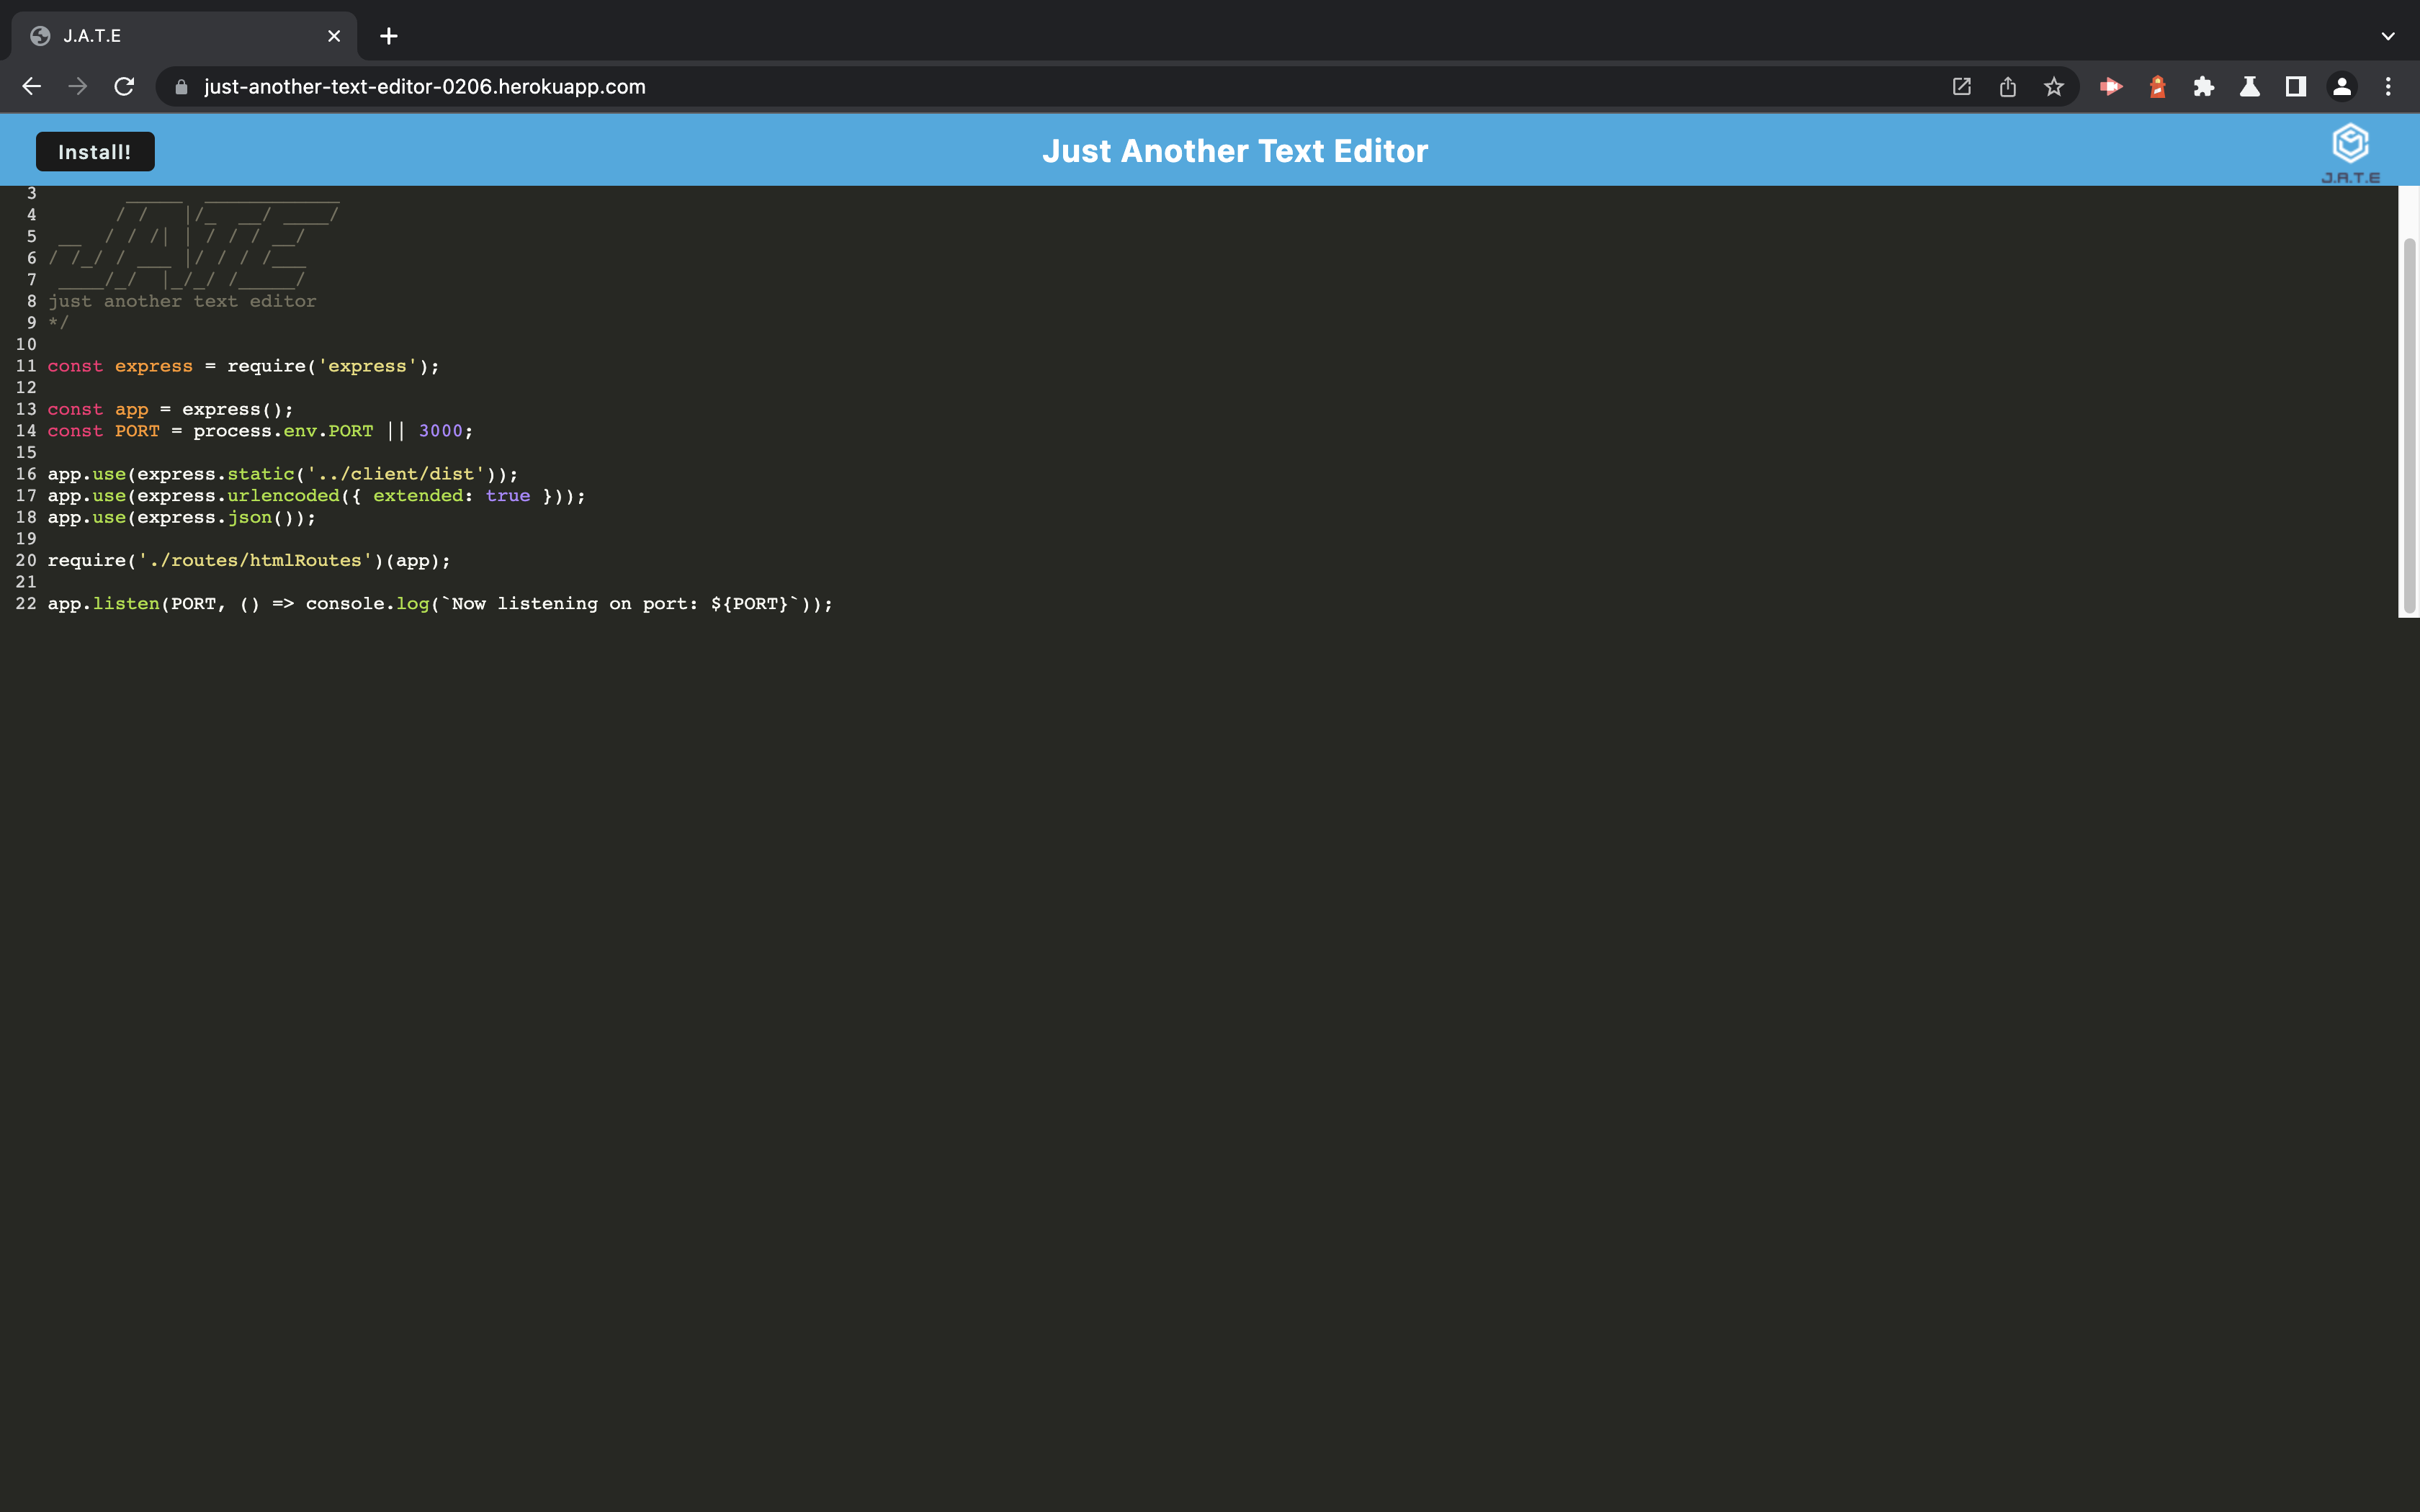 J.A.T.E
just-another-text-editor-0206.herokuapp.com
Install!
Just Another Text Editor
J.A.T.E
3       _____  ____________
4      / /   |/_  __/ ____/
5 __  / / /| | / / / __/
6 / /_/ / ___ |/ / / /___
7 ____/_/  |_/_/ /_____/
8 just another text editor
9 */
10
11 const express = require('express');
12
13 const app = express();
14 const PORT = process.env.PORT || 3000;
15
16 app.use(express.static('../client/dist'));
17 app.use(express.urlencoded({ extended: true }));
18 app.use(express.json());
19
20 require('./routes/htmlRoutes')(app);
21
22 app.listen(PORT, () => console.log(`Now listening on port: ${PORT}`));